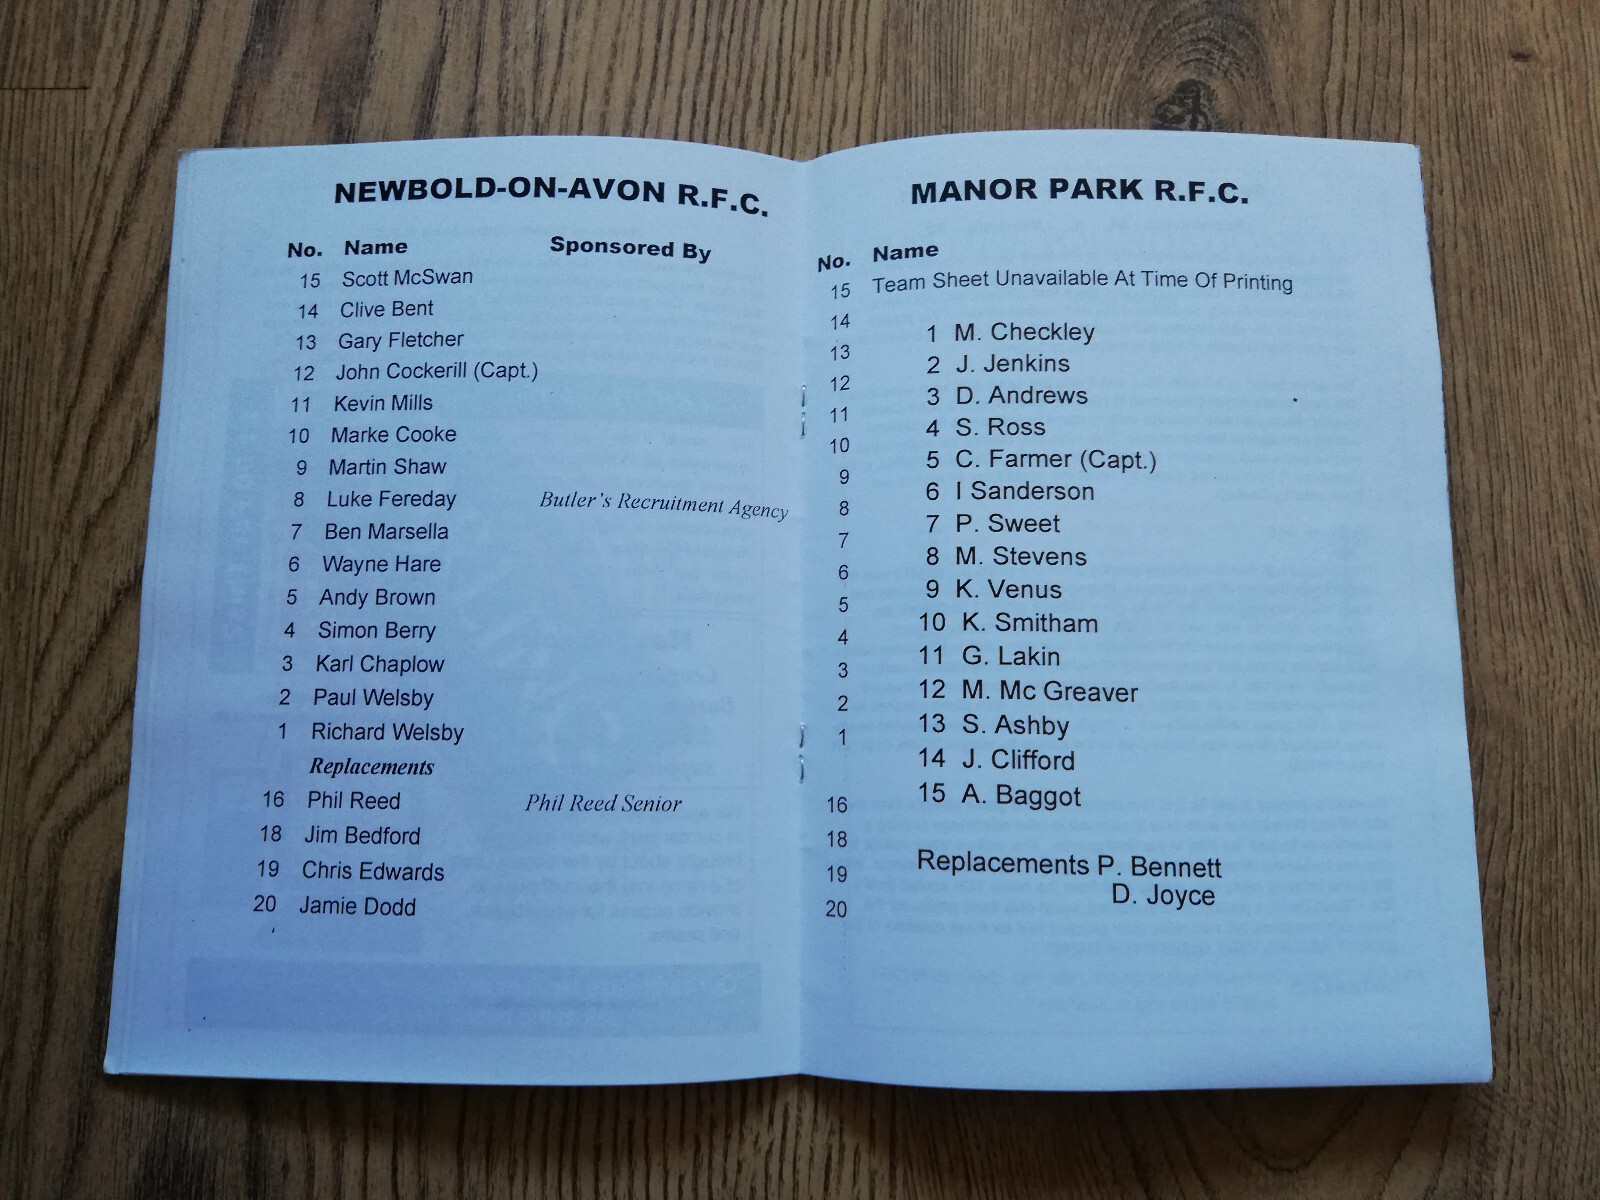 NEWBOLD-ON-AVON R.F.C.
No. Name Sponsored By
15 Scott McSwan
14 Clive Bent
13 Gary Fletcher
12 John Cockerill (Capt.)
11 Kevin Mills
10 Marke Cooke
9 Martin Shaw
8 Luke Fereday Butler's Recruitment Agency
7 Ben Marsella
6 Wayne Hare
5 Andy Brown
4 Simon Berry
3 Karl Chaplow
2 Paul Welsby
1 Richard Welsby
Replacements
16 Phil Reed Phil Reed Senior
18 Jim Bedford
19 Chris Edwards
20 Jamie Dodd
MANOR PARK R.F.C.
No. Name
15 Team Sheet Unavailable At Time Of Printing
14
13
12
11
10
9
8
7
6
5
4
3
2
1
16
18
19
20
1 M. Checkley
2 J. Jenkins
3 D. Andrews
4 S. Ross
5 C. Farmer (Capt.)
6 I Sanderson
7 P. Sweet
8 M. Stevens
9 K. Venus
10 K. Smitham
11 G. Lakin
12 M. Mc Greaver
13 S. Ashby
14 J. Clifford
15 A. Baggot
Replacements P. Bennett
D. Joyce